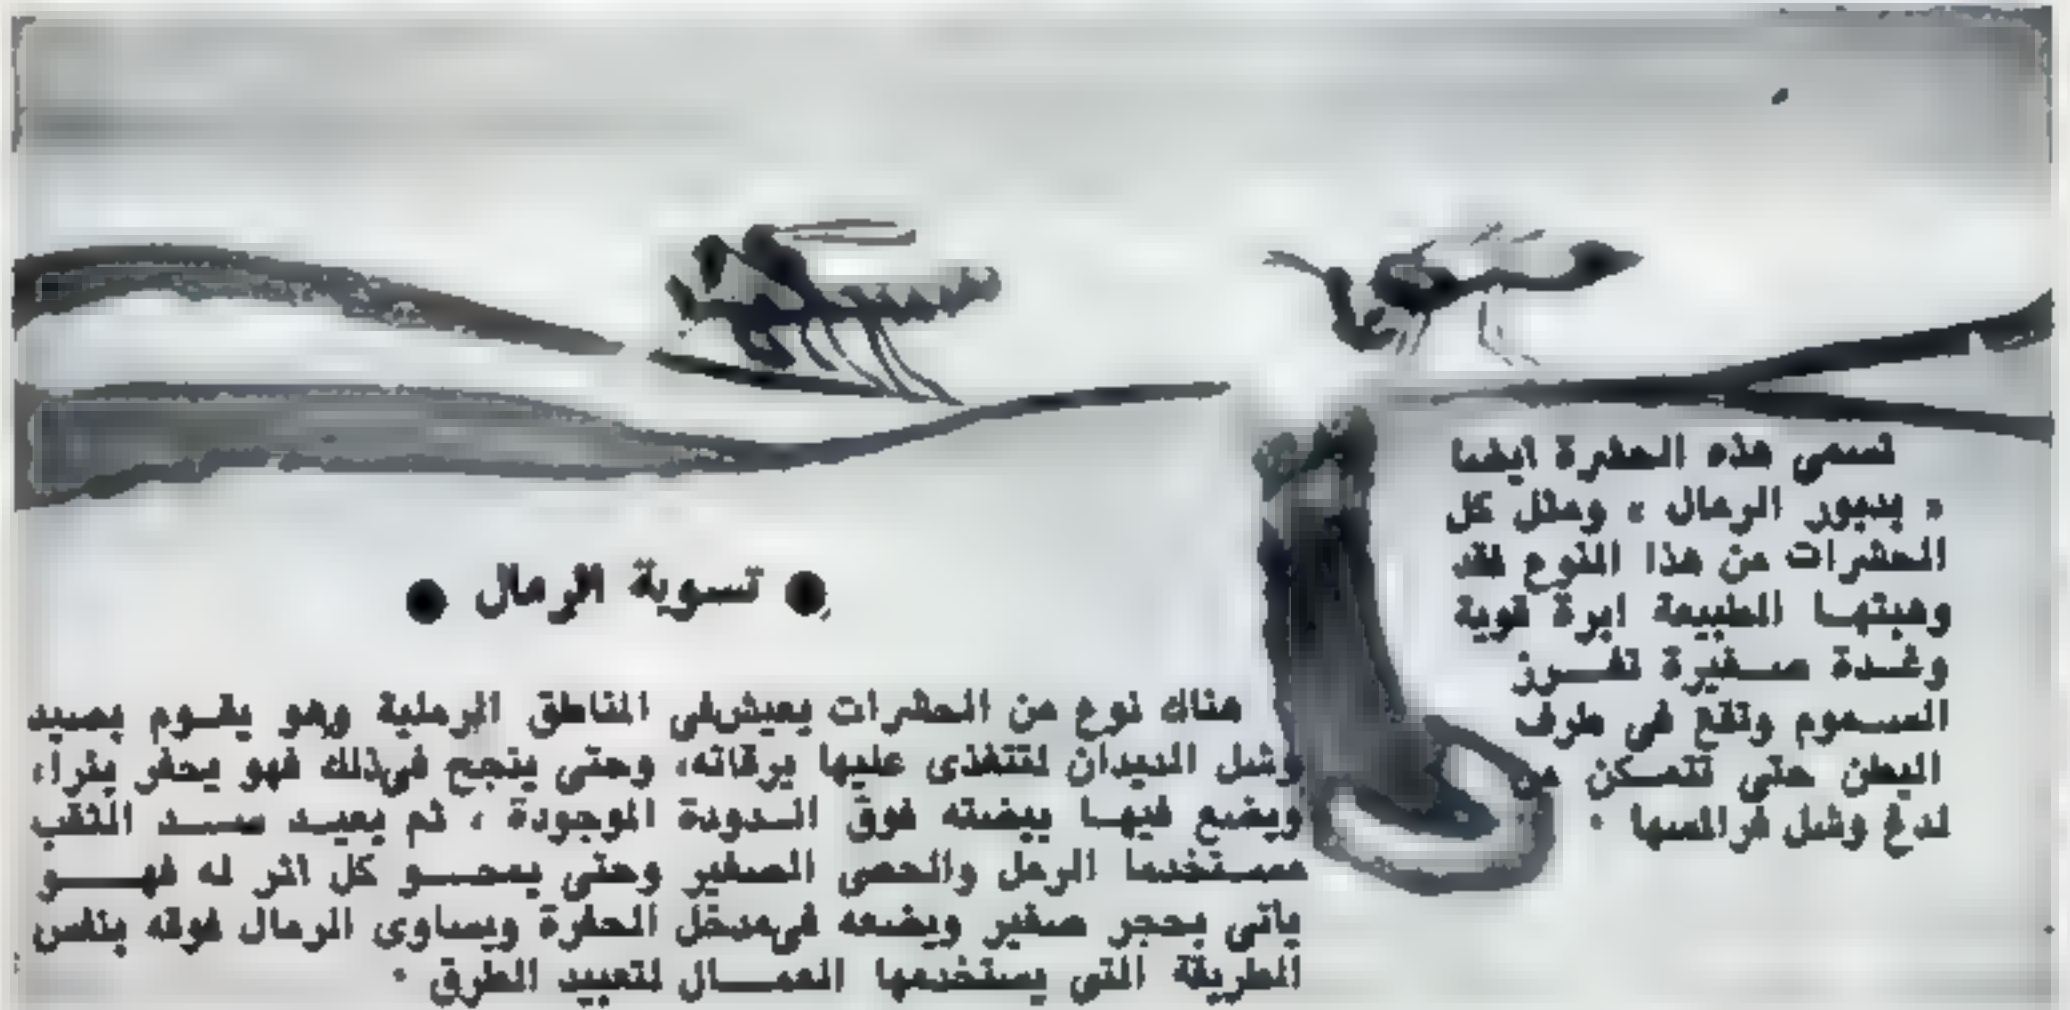 تسمى هذه الحشرة ايضا
« بدبور الرمال » ومثل كل
الحشرات من هذا النوع فقد
وهبتها الطبيعة ابرة قوية
وغدة صغيرة تفرز
السموم وتقع فى طرف
البطن حتى تتمكن من
لدغ وشل فرائسها ٠
● تسوية الرمال ●
هناك نوع من الحشرات يعيش فى المناطق الرملية وهو يقوم بصيد
وشل الديدان لتتغذى عليها يرقاته، وحتى ينجح فى ذلك فهو يحفر بئرا،
ويضع فيها بيضته فوق الدودة الموجودة ، ثم يعيد سد الثقب
مستخدما الرمل والحصى الصغير وحتى يمحو كل اثر له فهو
ياتى بحجر صغير ويضعه فى مدخل الحفرة ويساوى الرمال فوقه بنفس
الطريقة التى يستخدمها العمال لتعبيد الطرق ٠